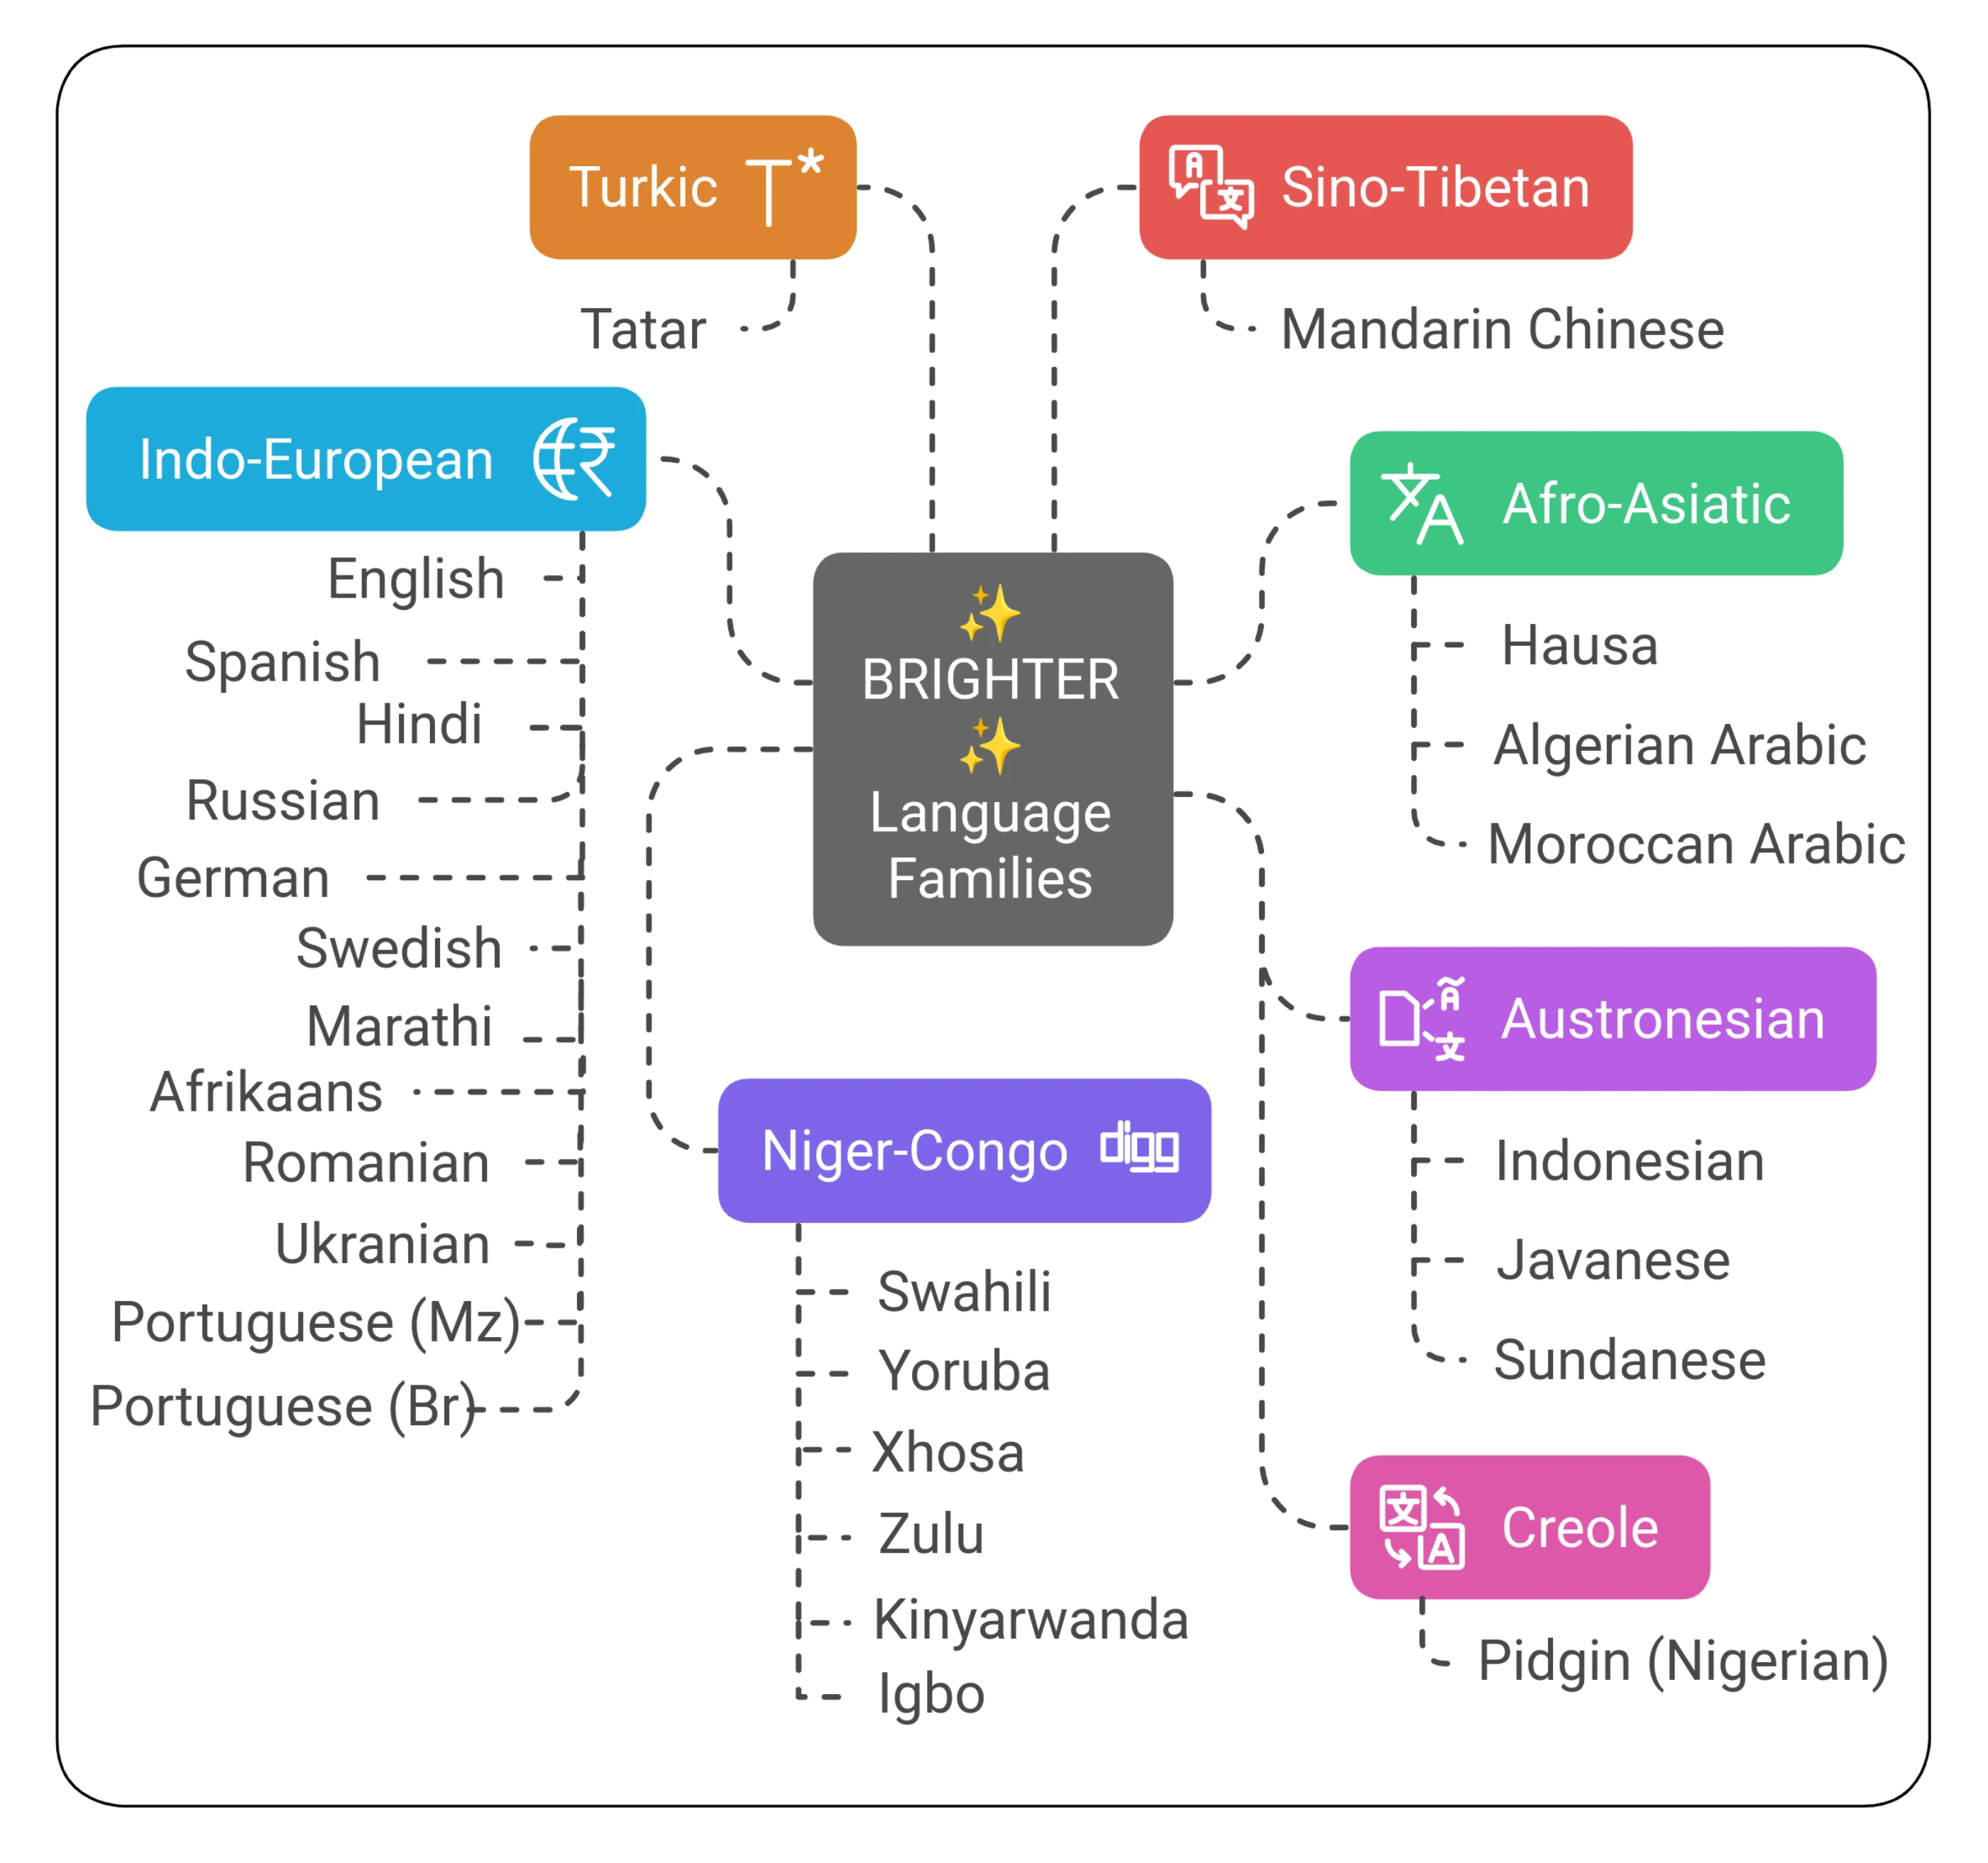 Turkic
Tatar
Sino-Tibetan
Mandarin Chinese
Indo-European
English
Spanish
Hindi
Russian
German
Swedish
Marathi
Afrikaans
Romanian
Ukranian
Portuguese (Mz)
Portuguese (Br)
✨
BRIGHTER
✨
Language
Families
Afro-Asiatic
Hausa
Algerian Arabic
Moroccan Arabic
Niger-Congo
Swahili
Yoruba
Xhosa
Zulu
Kinyarwanda
Igbo
Austronesian
Indonesian
Javanese
Sundanese
Creole
Pidgin (Nigerian)